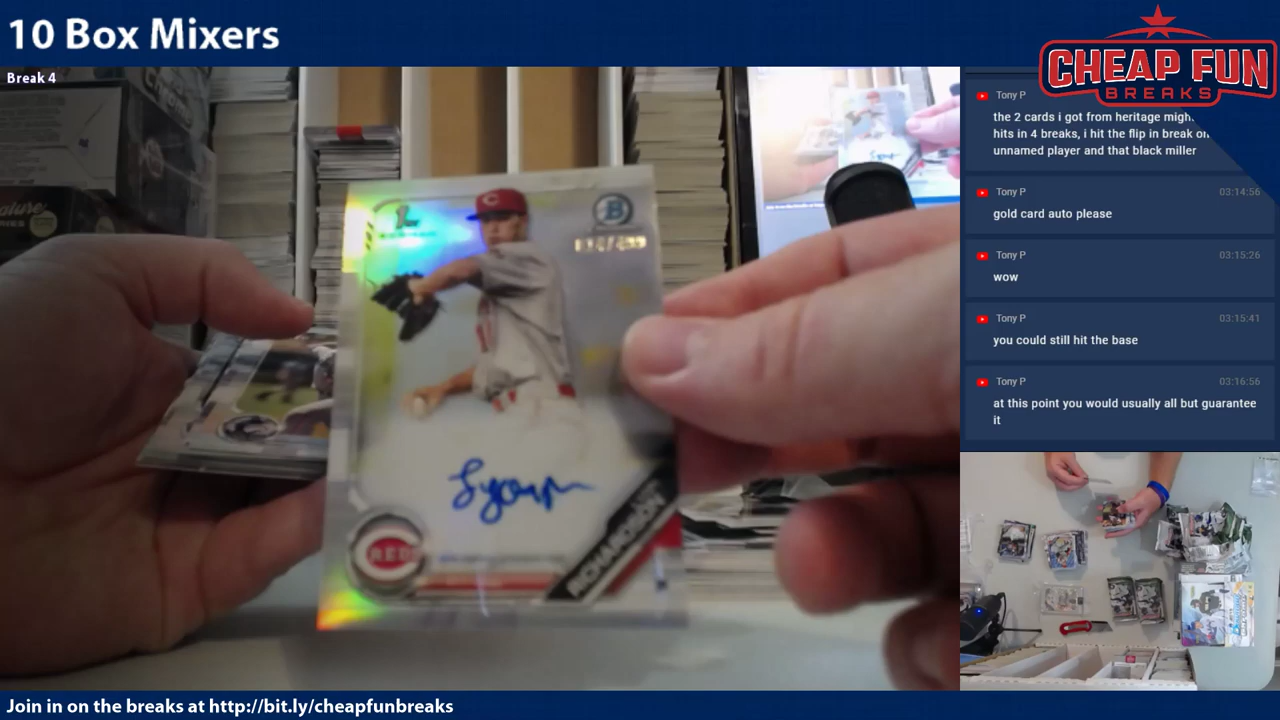 10 Box Mixers
Break 4
CHEAP FUN
BREAKS
Tony P
the 2 cards i got from heritage migh
hits in 4 breaks, i hit the flip in break on
unnamed player and that black miller
Tony P 03:14:56
gold card auto please
Tony P 03:15:26
wow
Tony P 03:15:41
you could still hit the base
Tony P 03:16:56
at this point you would usually all but guarantee
it
1
B
C
REDS
RICHARDSON
Join in on the breaks at http://bit.ly/cheapfunbreaks